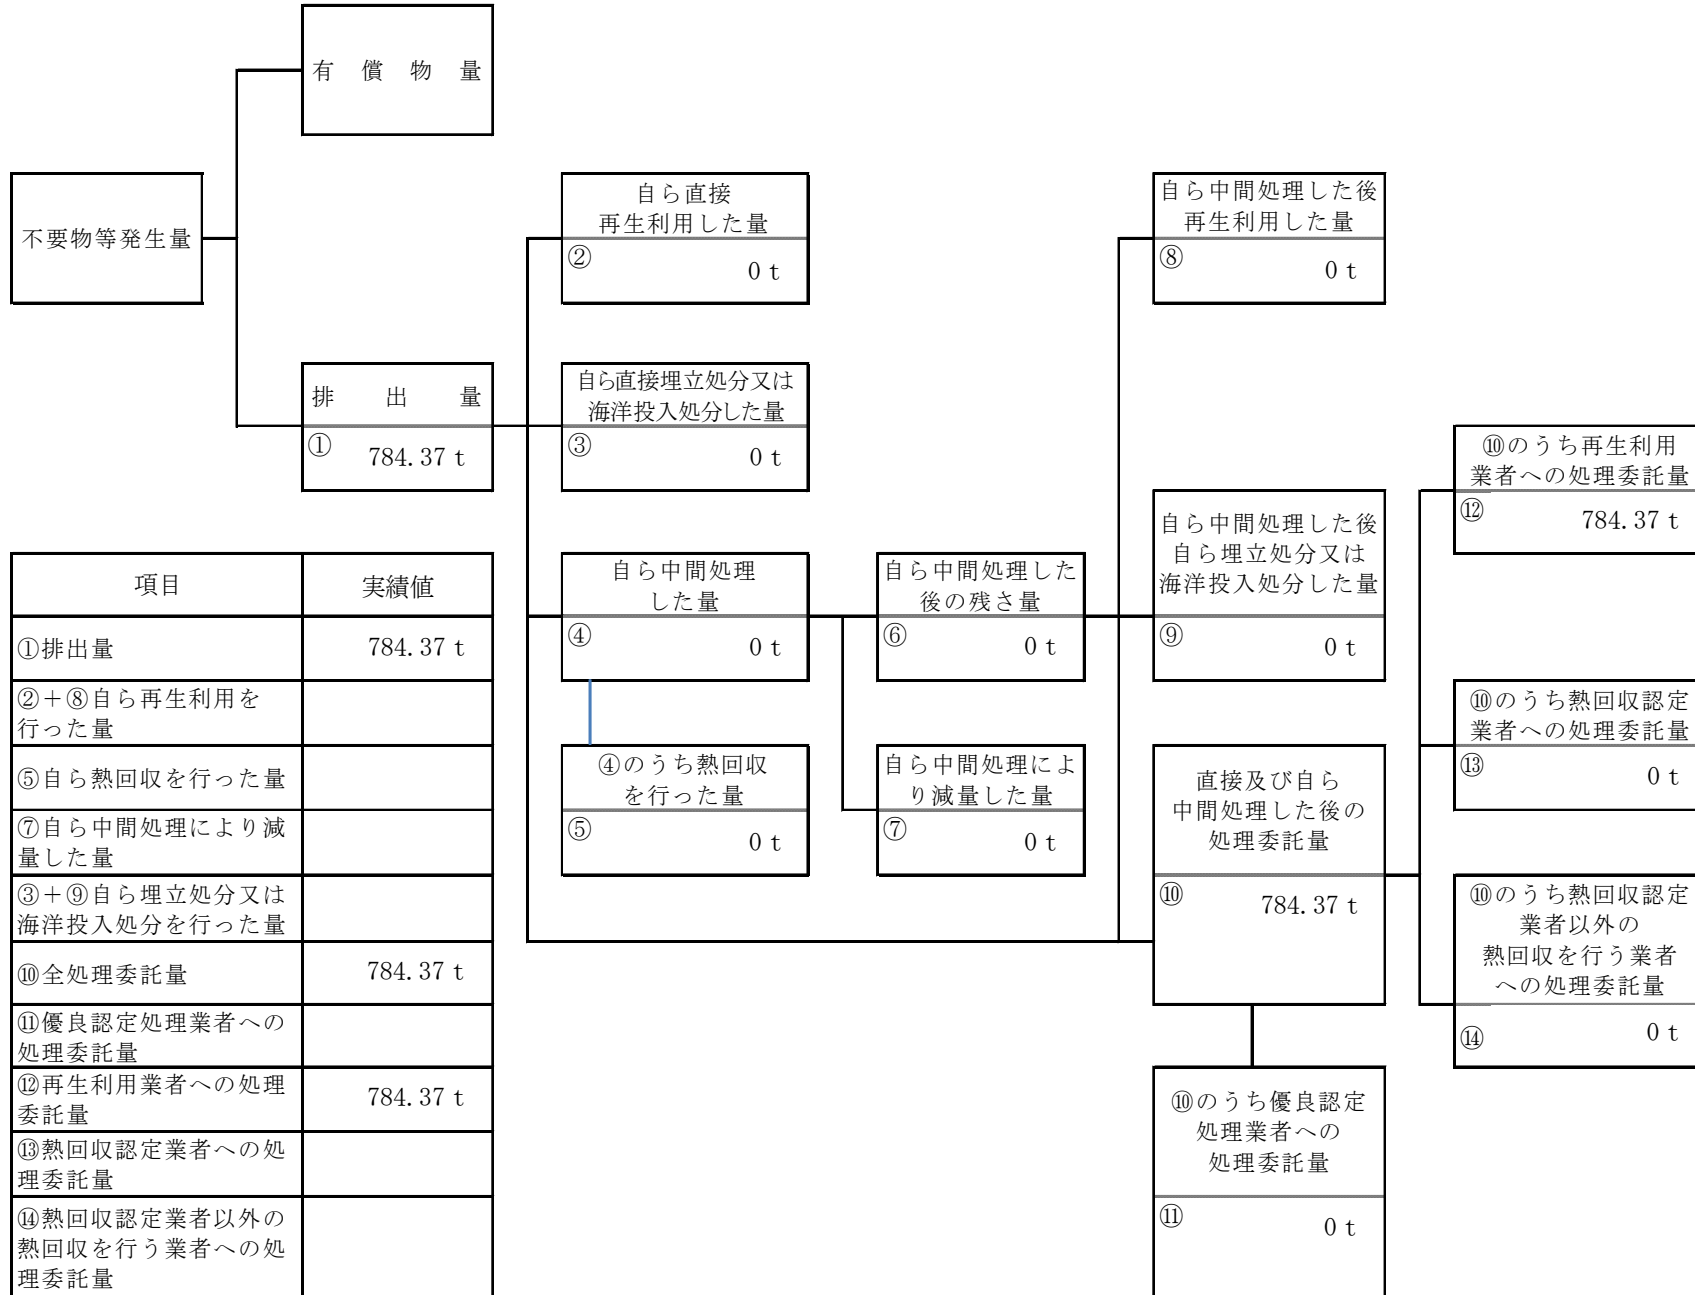 有償物量
不要物等発生量
排出量
① 784.37 t
自ら直接
再生利用した量
②
0 t
自ら直接埋立処分又は
海洋投入処分した量
③
0 t
自ら中間処理
した量
④
0 t
④のうち熱回収
を行った量
⑤
0 t
自ら中間処理した
後の残さ量
⑥
0 t
自ら中間処理によ
り減量した量
⑦
0 t
自ら中間処理した後
再生利用した量
⑧
0 t
自ら中間処理した後
自ら埋立処分又は
海洋投入処分した量
⑨
0 t
直接及び自ら
中間処理した後の
処理委託量
⑩
784.37 t
⑩のうち優良認定
処理業者への
処理委託量
⑪
0 t
⑩のうち再生利用
業者への処理委託量
⑫
784.37 t
⑩のうち熱回収認定
業者への処理委託量
⑬
0 t
⑩のうち熱回収認定
業者以外の
熱回収を行う業者
への処理委託量
⑭
0 t
項目 実績値
①排出量 784.37 t
②＋⑧自ら再生利用を
行った量
⑤自ら熱回収を行った量
⑦自ら中間処理により減
量した量
③＋⑨自ら埋立処分又は
海洋投入処分を行った量
⑩全処理委託量 784.37 t
⑪優良認定処理業者への
処理委託量
⑫再生利用業者への処理
委託量
784.37 t
⑬熱回収認定業者への処
理委託量
⑭熱回収認定業者以外の
熱回収を行う業者への処
理委託量